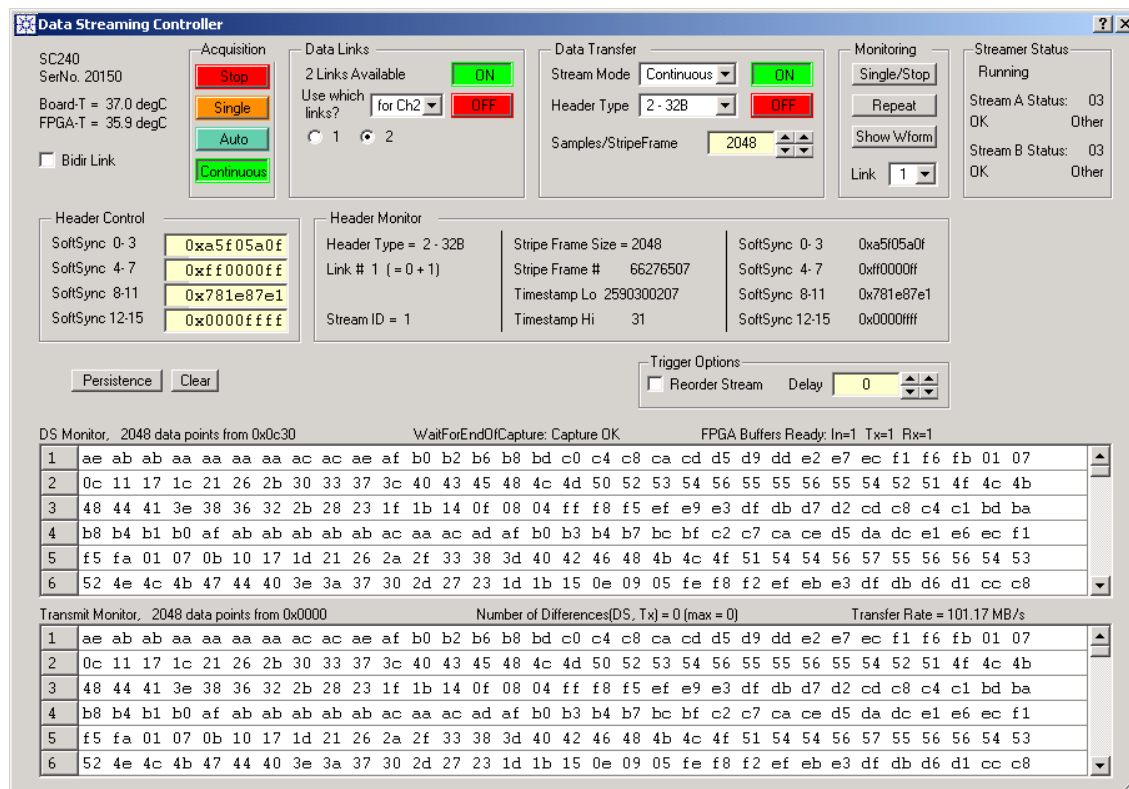 Data Streaming Controller
SC240
SerNo. 20150
Board-T = 37.0 degC
FPGA-T = 35.9 degC
Bidir Link
Acquisition
Stop
Single
Auto
Continuous
Data Links
2 Links Available ON
Use which links? for Ch2 OFF
1 2
Data Transfer
Stream Mode Continuous ON
Header Type 2 - 32B OFF
Samples/StripeFrame 2048
Monitoring
Single/Stop
Repeat
Show Wform
Link 1
Streamer Status
Running
Stream A Status: 03
OK Other
Stream B Status: 03
OK Other
Header Control
SoftSync 0- 3 0xa5f05a0f
SoftSync 4- 7 0xff0000ff
SoftSync 8-11 0x781e87e1
SoftSync 12-15 0x0000ffff
Header Monitor
Header Type = 2 - 32B Stripe Frame Size = 2048 SoftSync 0- 3 0xa5f05a0f
Link # 1 ( = 0 + 1) Stripe Frame # 66276507 SoftSync 4- 7 0xff0000ff
Timestamp Lo 2590300207 SoftSync 8-11 0x781e87e1
Stream ID = 1 Timestamp Hi 31 SoftSync 12-15 0x0000ffff
Persistence Clear
Trigger Options
Reorder Stream Delay 0
DS Monitor, 2048 data points from 0x0c30 WaitForEndOfCapture: Capture OK FPGA Buffers Ready: In=1 Tx=1 Rx=1
1 ae ab ab aa aa aa aa ac ac ae af b0 b2 b6 b8 bd c0 c4 c8 ca cd d5 d9 dd e2 e7 ec f1 f6 fb 01 07
2 0c 11 17 1c 21 26 2b 30 33 37 3c 40 43 45 48 4c 4d 50 52 53 54 56 55 55 56 55 54 52 51 4f 4c 4b
3 48 44 41 3e 38 36 32 2b 28 23 1f 1b 14 0f 08 04 ff f8 f5 ef e9 e3 df db d7 d2 cd c8 c4 c1 bd ba
4 b8 b4 b1 b0 af ab ab ab ab ab ac aa ac ad af b0 b3 b4 b7 bc bf c2 c7 ca ce d5 da dc e1 e6 ec f1
5 f5 fa 01 07 0b 10 17 1d 21 26 2a 2f 33 38 3d 40 42 46 48 4b 4c 4f 51 54 54 56 57 55 56 56 54 53
6 52 4e 4c 4b 47 44 40 3e 3a 37 30 2d 27 23 1d 1b 15 0e 09 05 fe f8 f2 ef eb e3 df db d6 d1 cc c8
Transmit Monitor, 2048 data points from 0x0000 Number of Differences(DS, Tx) = 0 (max = 0) Transfer Rate = 101.17 MB/s
1 ae ab ab aa aa aa aa ac ac ae af b0 b2 b6 b8 bd c0 c4 c8 ca cd d5 d9 dd e2 e7 ec f1 f6 fb 01 07
2 0c 11 17 1c 21 26 2b 30 33 37 3c 40 43 45 48 4c 4d 50 52 53 54 56 55 55 56 55 54 52 51 4f 4c 4b
3 48 44 41 3e 38 36 32 2b 28 23 1f 1b 14 0f 08 04 ff f8 f5 ef e9 e3 df db d7 d2 cd c8 c4 c1 bd ba
4 b8 b4 b1 b0 af ab ab ab ab ab ac aa ac ad af b0 b3 b4 b7 bc bf c2 c7 ca ce d5 da dc e1 e6 ec f1
5 f5 fa 01 07 0b 10 17 1d 21 26 2a 2f 33 38 3d 40 42 46 48 4b 4c 4f 51 54 54 56 57 55 56 56 54 53
6 52 4e 4c 4b 47 44 40 3e 3a 37 30 2d 27 23 1d 1b 15 0e 09 05 fe f8 f2 ef eb e3 df db d6 d1 cc c8